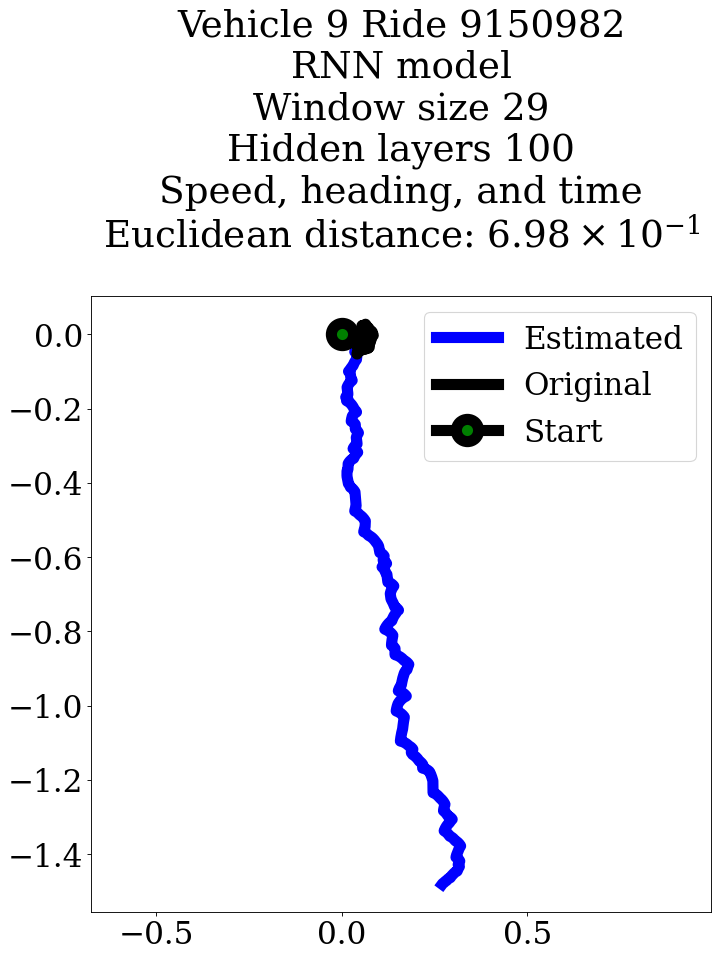 Vehicle 9 Ride 9150982
RNN model
Window size 29
Hidden layers 100
Speed, heading, and time
Euclidean distance: 6.98 × 10⁻¹
Estimated
Original
Start
0.0
−0.2
−0.4
−0.6
−0.8
−1.0
−1.2
−1.4
−0.5
0.0
0.5